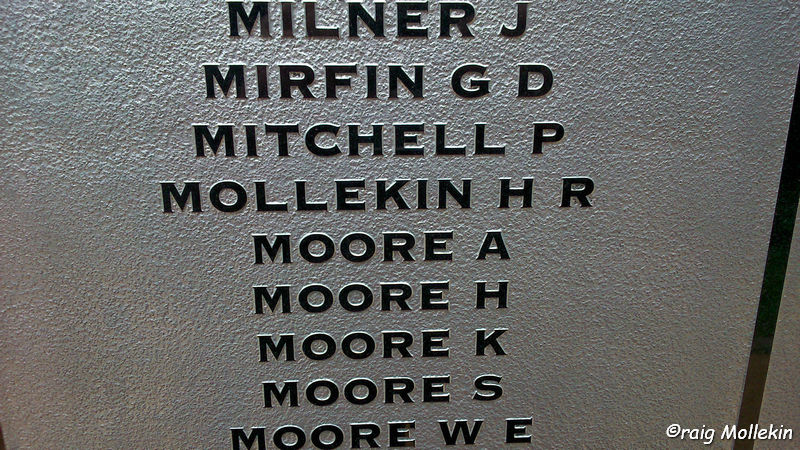 MILNER J
MIRFIN G D
MITCHELL P
MOLLEKIN H R
MOORE A
MOORE H
MOORE K
MOORE S
MOORE W E
©raig Mollekin